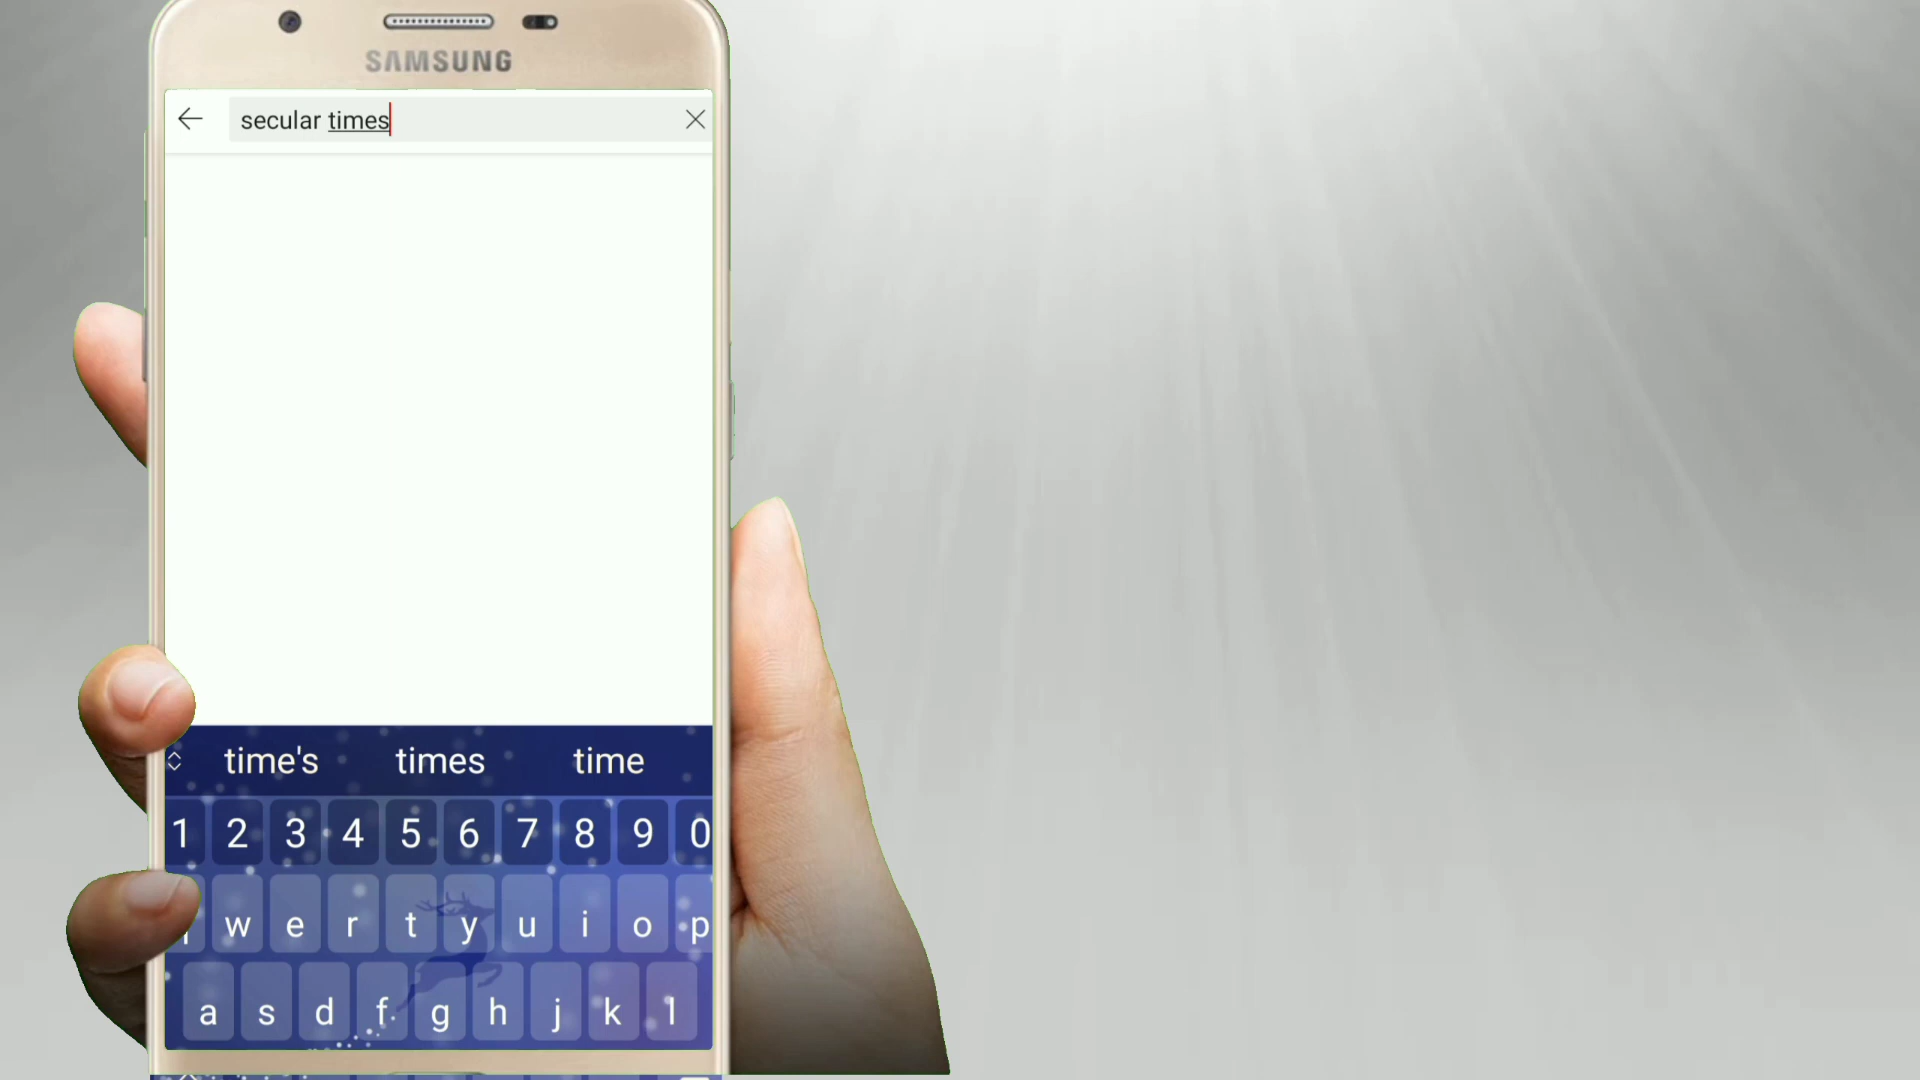 SAMSUNG
secular times
time's times time
1 2 3 4 5 6 7 8 9 0
w e r t y u i o p
a s d f g h j k l